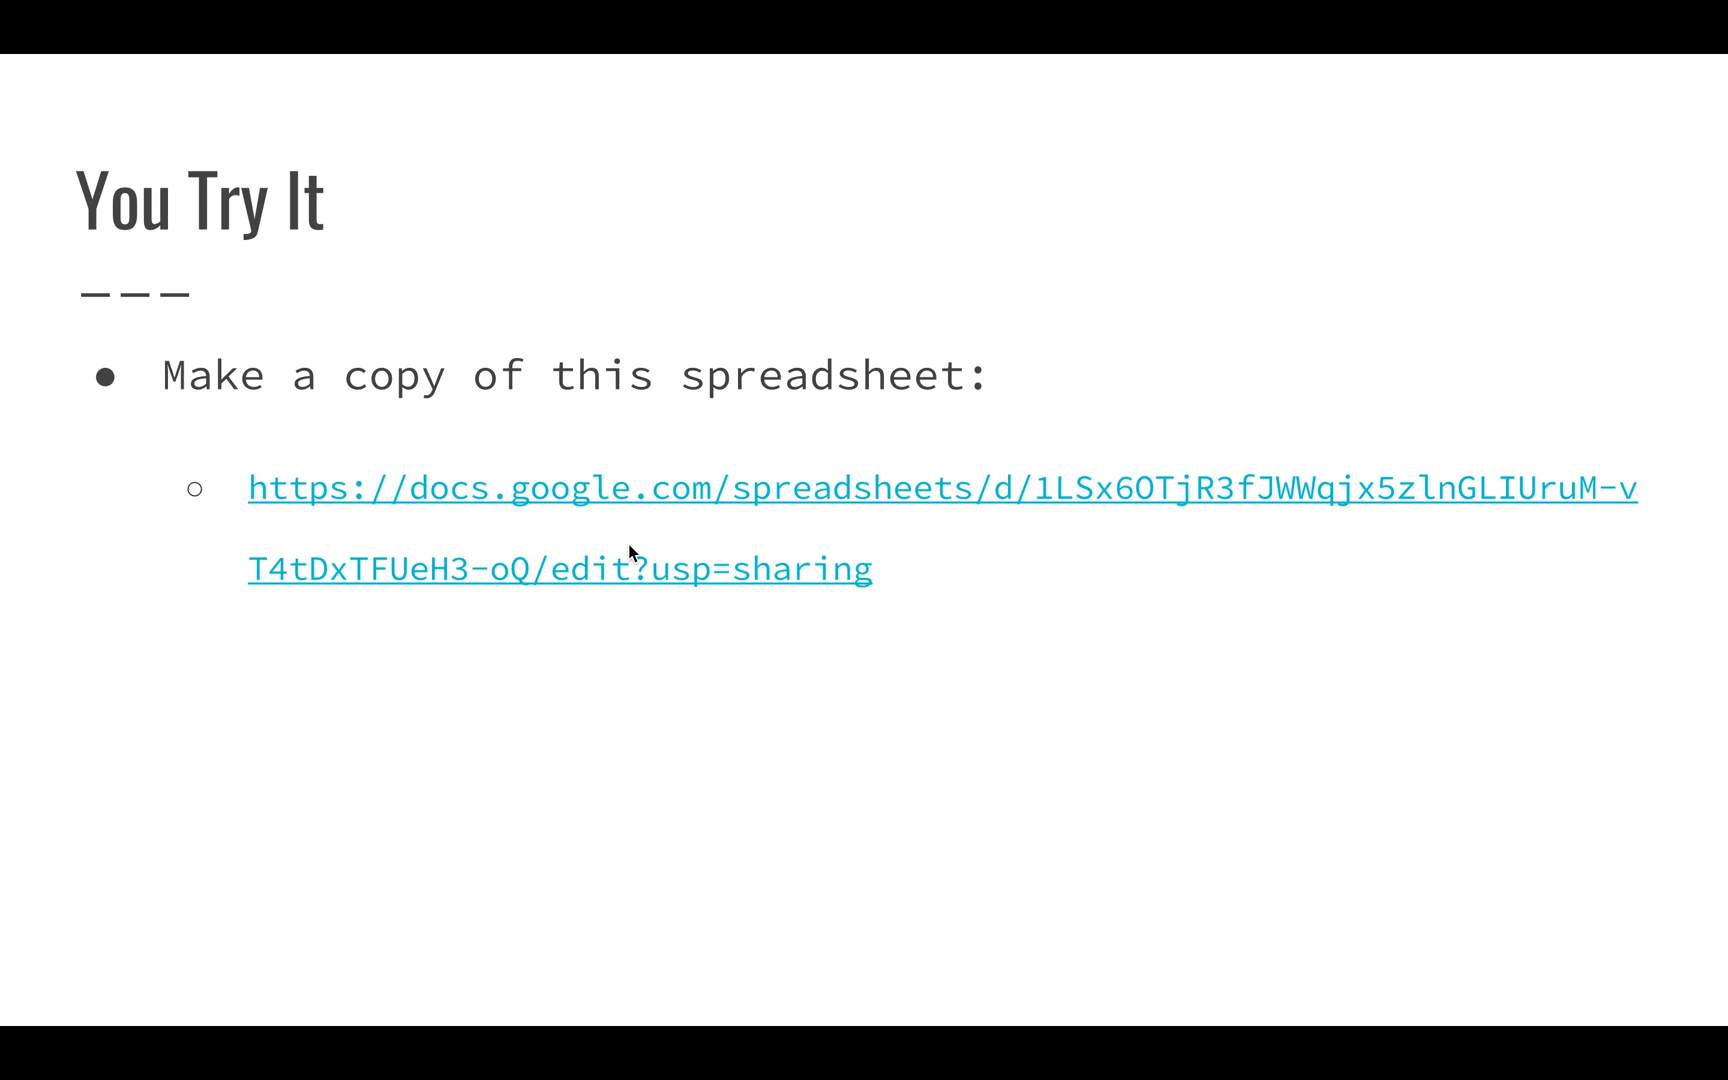 You Try It
———
● Make a copy of this spreadsheet:
○ https://docs.google.com/spreadsheets/d/1LSx6OTjR3fJWWqjx5zlnGLIUruM-v
T4tDxTFUeH3-oQ/edit?usp=sharing